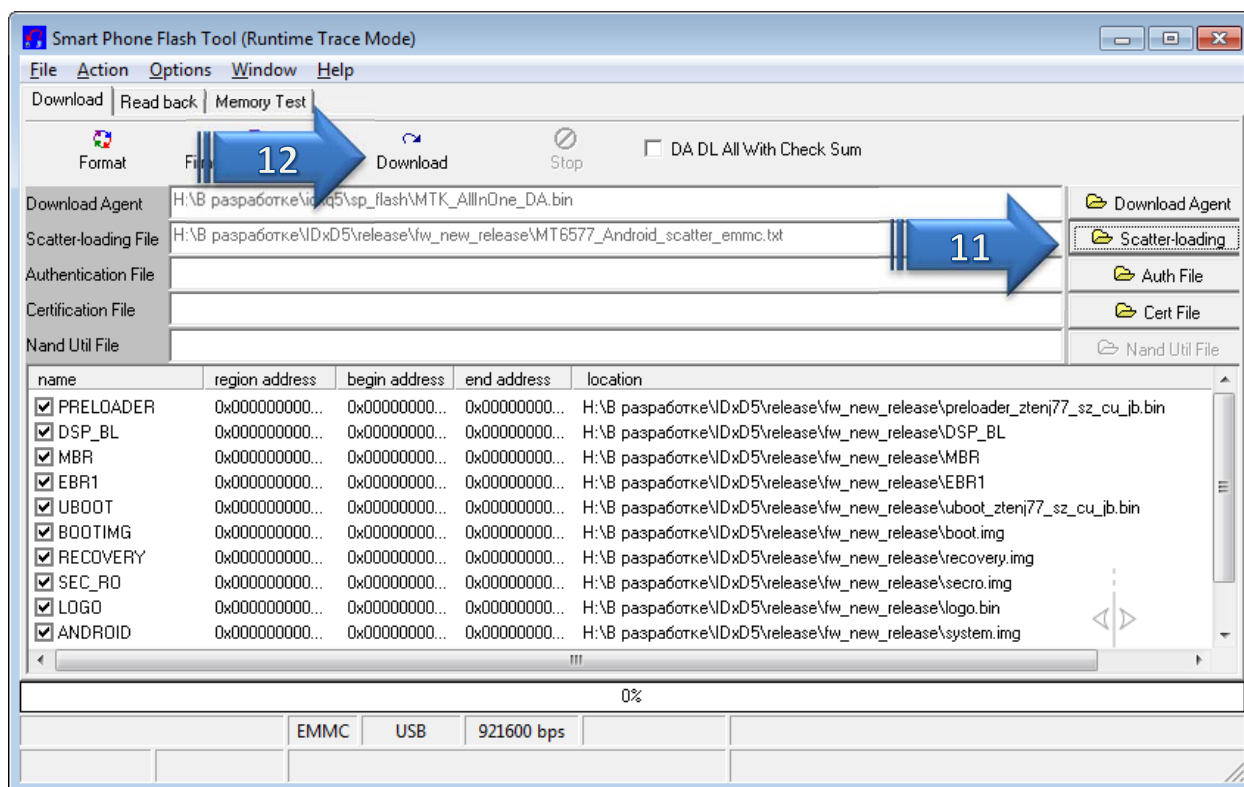 Smart Phone Flash Tool (Runtime Trace Mode)
File Action Options Window Help
Download Read back Memory Test
Format 12 Download Stop DA DL All With Check Sum
Download Agent H:\В разработке\ \sp_flash\MTK_AllInOne_DA.bin Download Agent
Scatter-loading File H:\В разработке\IDxD5\release\fw_new_release\MT6577_Android_scatter_emmc.txt 11 Scatter-loading
Authentication File Auth File
Certification File Cert File
Nand Util File Nand Util File
name region address begin address end address location
PRELOADER 0x000000000... 0x00000000... 0x00000000... H:\В разработке\IDxD5\release\fw_new_release\preloader_ztenj77_sz_cu_jb.bin
DSP_BL 0x000000000... 0x00000000... 0x00000000... H:\В разработке\IDxD5\release\fw_new_release\DSP_BL
MBR 0x000000000... 0x00000000... 0x00000000... H:\В разработке\IDxD5\release\fw_new_release\MBR
EBR1 0x000000000... 0x00000000... 0x00000000... H:\В разработке\IDxD5\release\fw_new_release\EBR1
UBOOT 0x000000000... 0x00000000... 0x00000000... H:\В разработке\IDxD5\release\fw_new_release\uboot_ztenj77_sz_cu_jb.bin
BOOTIMG 0x000000000... 0x00000000... 0x00000000... H:\В разработке\IDxD5\release\fw_new_release\boot.img
RECOVERY 0x000000000... 0x00000000... 0x00000000... H:\В разработке\IDxD5\release\fw_new_release\recovery.img
SEC_RO 0x000000000... 0x00000000... 0x00000000... H:\В разработке\IDxD5\release\fw_new_release\secro.img
LOGO 0x000000000... 0x00000000... 0x00000000... H:\В разработке\IDxD5\release\fw_new_release\logo.bin
ANDROID 0x000000000... 0x00000000... 0x00000000... H:\В разработке\IDxD5\release\fw_new_release\system.img
0%
EMMC USB 921600 bps